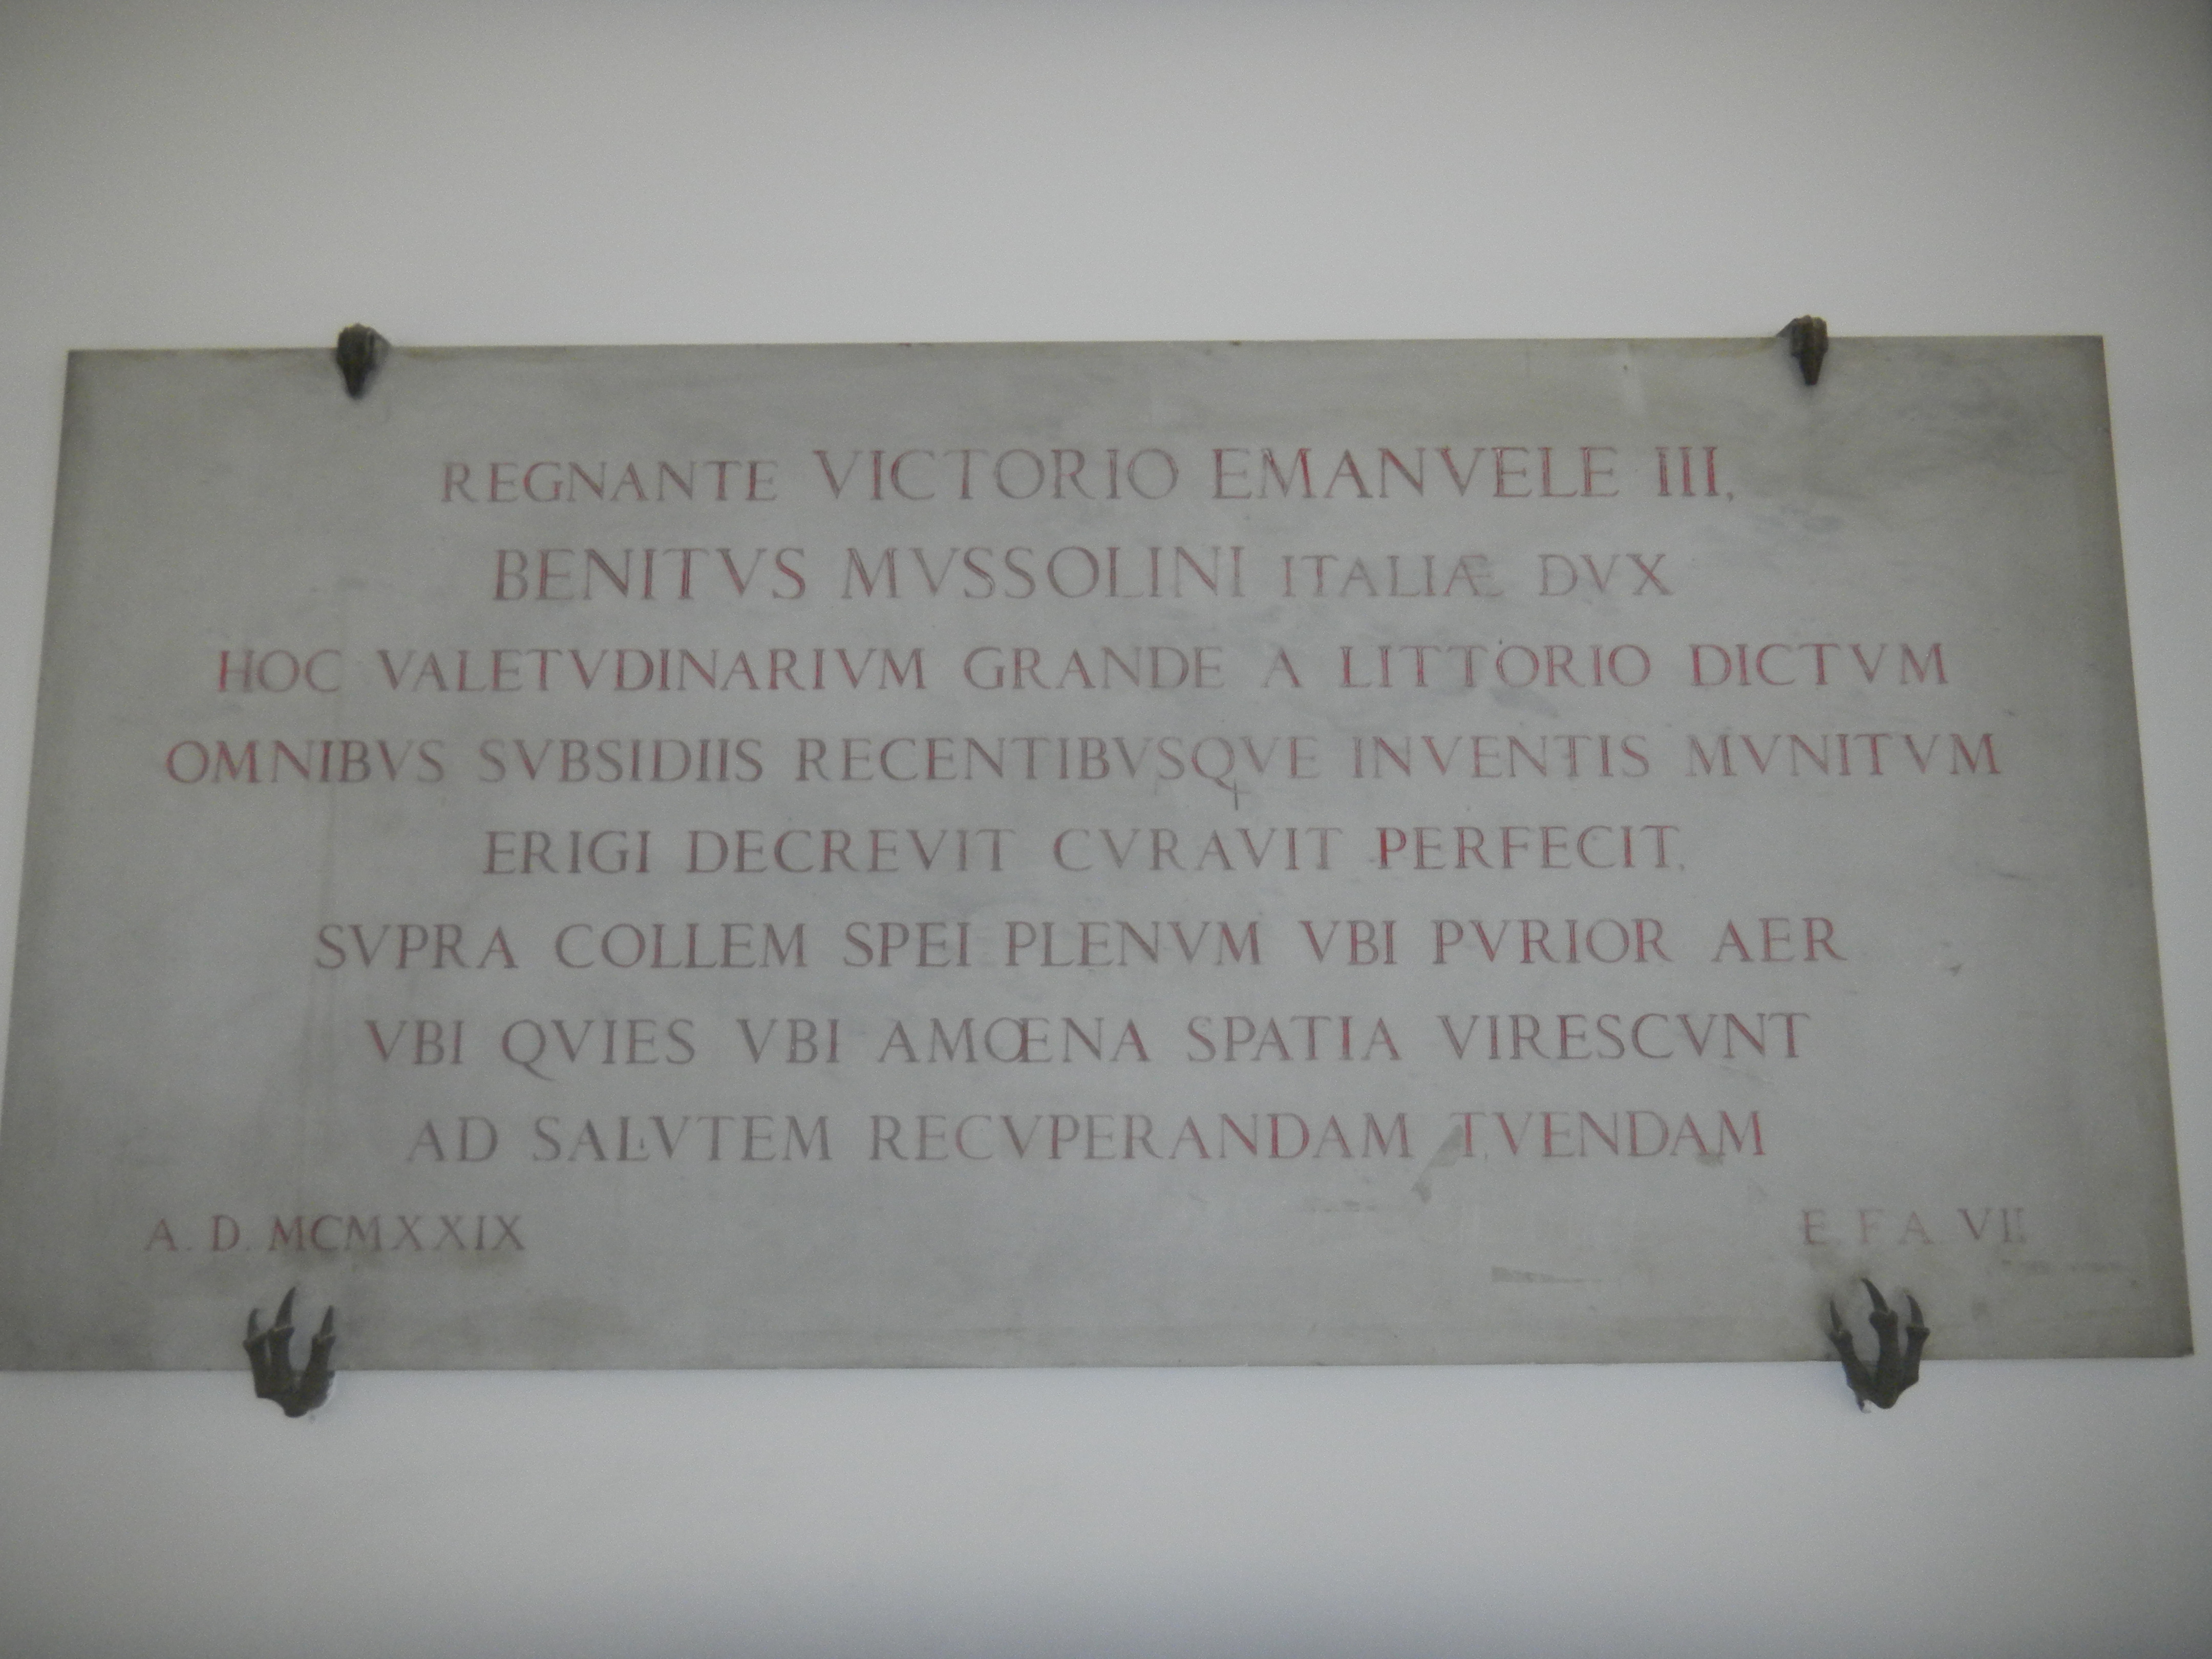 REGNANTE VICTORIO EMANVELE III,
BENITVS MVSSOLINI ITALIÆ DVX
HOC VALETVDINARIVM GRANDE A LITTORIO DICTVM
OMNIBVS SVBSIDIIS RECENTIBVSQVE INVENTIS MVNITVM
ERIGI DECREVIT CVRAVIT PERFECIT,
SVPRA COLLEM SPEI PLENVM VBI PVRIOR AER
VBI QVIES VBI AMŒNA SPATIA VIRESCVNT
AD SALVTEM RECVPERANDAM TVENDAM
A. D. MCMXXIX E F A VII